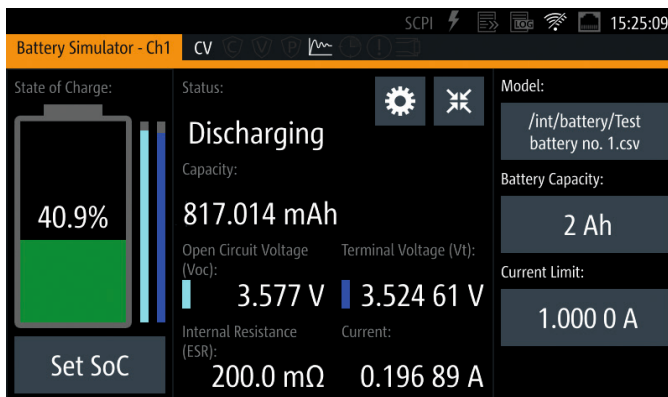 SCPI LOG 15:25:09
Battery Simulator - Ch1 CV C V P
State of Charge:
40.9%
Set SoC
Status:
Discharging
Capacity:
817.014 mAh
Open Circuit Voltage
(Voc):
3.577 V
Terminal Voltage (Vt):
3.524 61 V
Internal Resistance
(ESR):
200.0 mΩ
Current:
0.196 89 A
Model:
/int/battery/Test
battery no. 1.csv
Battery Capacity:
2 Ah
Current Limit:
1.000 0 A